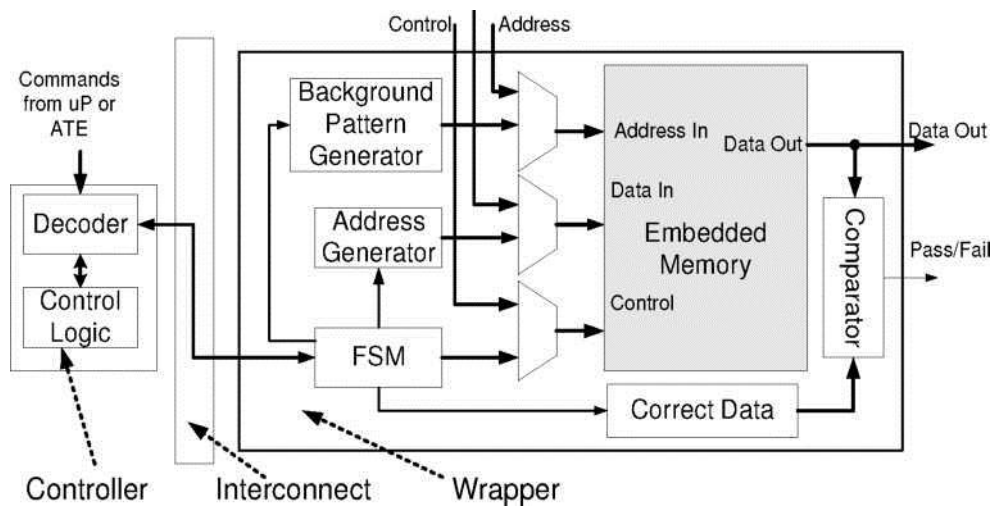 Control
Address
Commands
from uP or
ATE
Background
Pattern
Generator
Address In
Data Out
Data Out
Decoder
Data In
Address
Generator
Embedded
Memory
Comparator
Pass/Fail
Control
Logic
Control
FSM
Correct Data
Controller
Interconnect
Wrapper